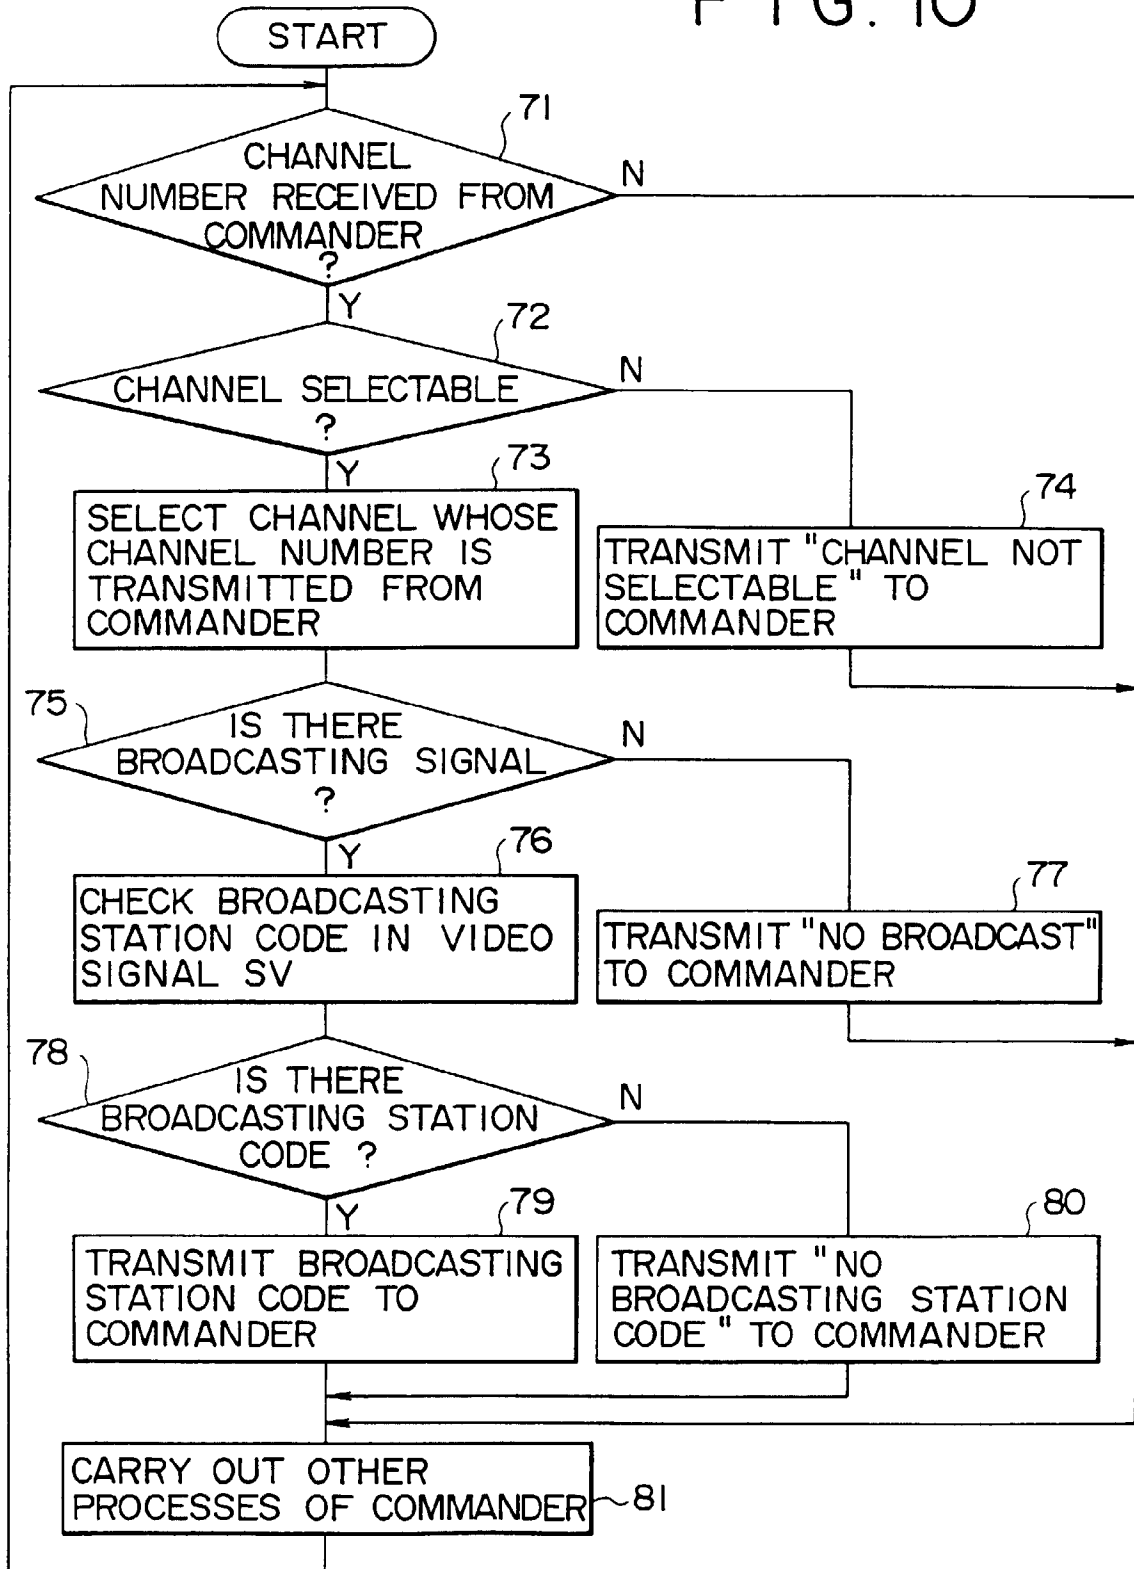 FIG. 10
START
71
CHANNEL
NUMBER RECEIVED FROM
COMMANDER
?
N
Y
72
CHANNEL SELECTABLE
?
N
Y
73
SELECT CHANNEL WHOSE
CHANNEL NUMBER IS
TRANSMITTED FROM
COMMANDER
74
TRANSMIT "CHANNEL NOT
SELECTABLE" TO
COMMANDER
75
IS THERE
BROADCASTING SIGNAL
?
N
Y
76
CHECK BROADCASTING
STATION CODE IN VIDEO
SIGNAL SV
77
TRANSMIT "NO BROADCAST"
TO COMMANDER
78
IS THERE
BROADCASTING STATION
CODE ?
N
Y
79
TRANSMIT BROADCASTING
STATION CODE TO
COMMANDER
80
TRANSMIT "NO
BROADCASTING STATION
CODE" TO COMMANDER
CARRY OUT OTHER
PROCESSES OF COMMANDER
81